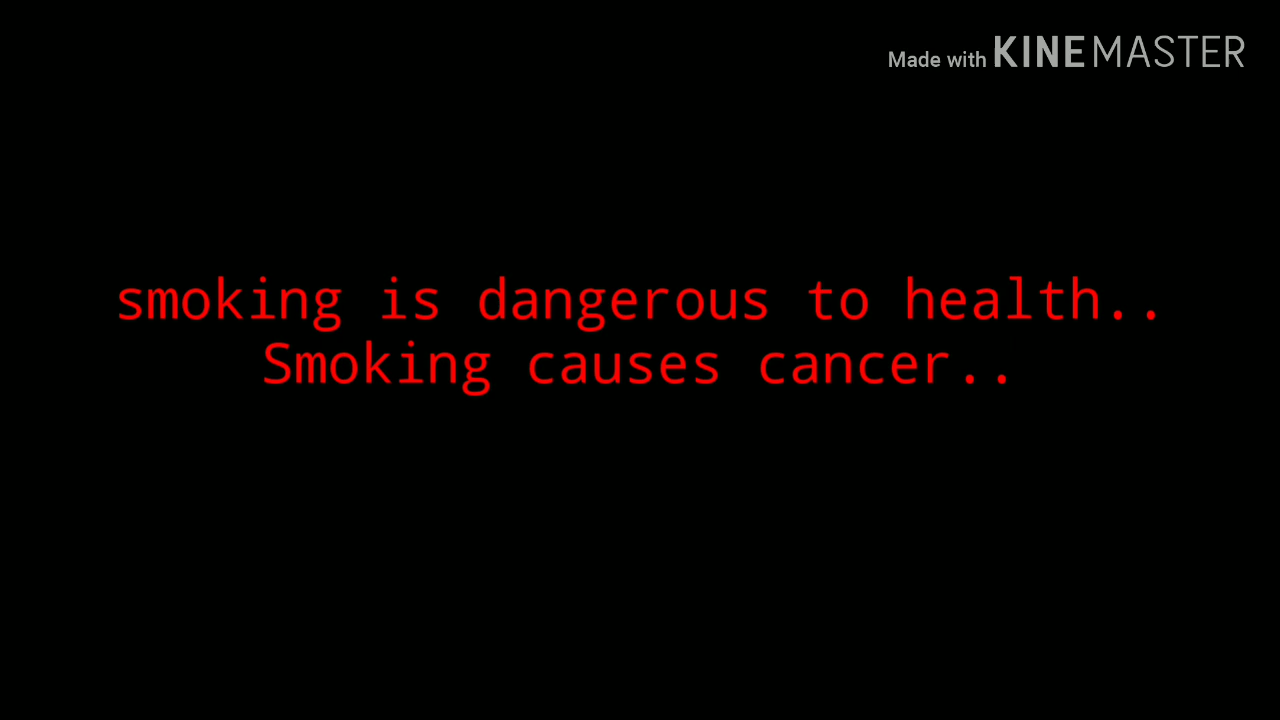 Made with KINEMASTER
smoking is dangerous to health..
Smoking causes cancer..